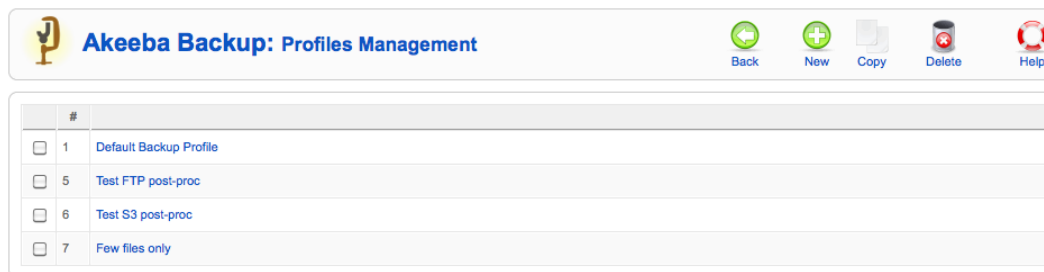 Akeeba Backup: Profiles Management
Back New Copy Delete Help
#
1 Default Backup Profile
5 Test FTP post-proc
6 Test S3 post-proc
7 Few files only